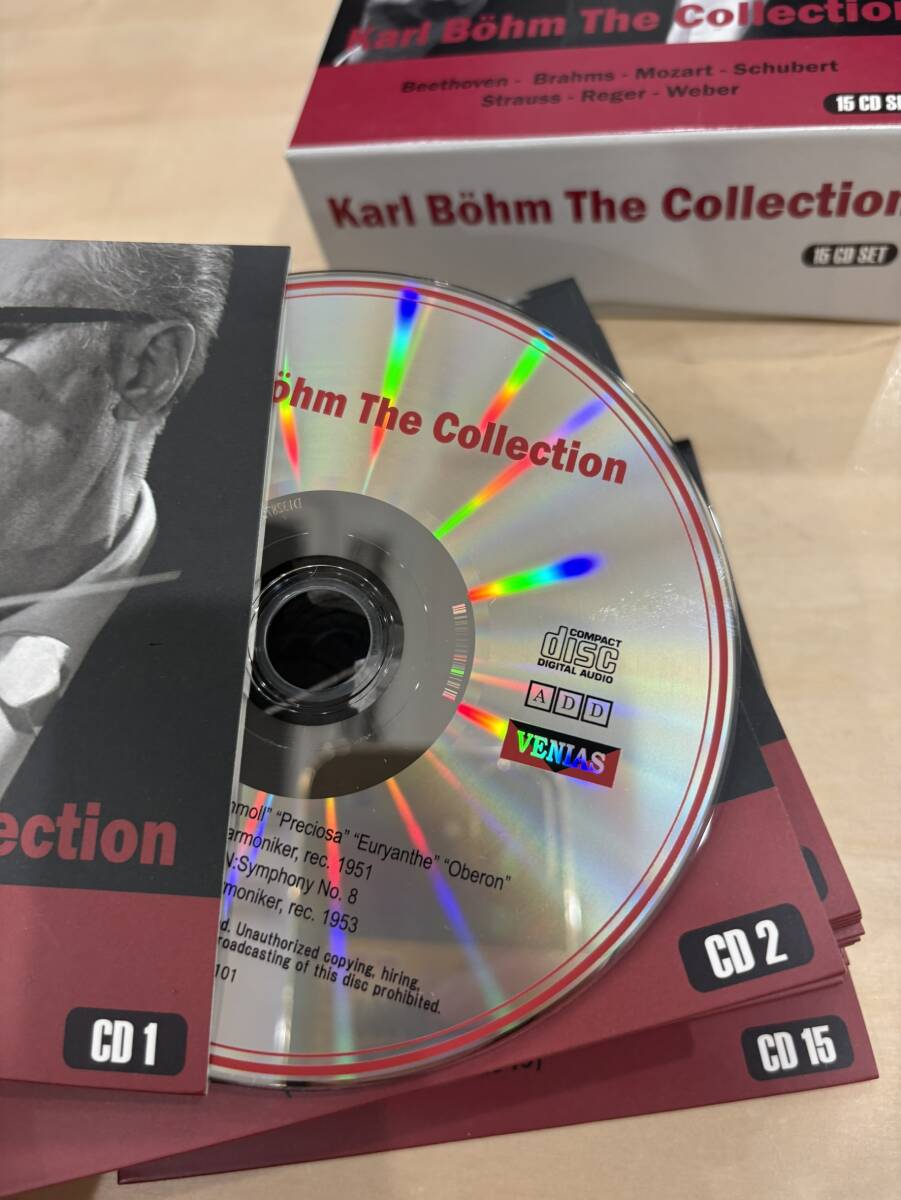 Karl Böhm The Collection
Beethoven - Brahms - Mozart - Schubert
Strauss - Reger - Weber
15 CD SE
Karl Böhm The Collection
15 CD SET
öhm The Collection
COMPACT
disc
DIGITAL AUDIO
ADD
VENIAS
nmoll" "Preciosa" "Euryanthe" "Oberon"
armoniker, rec. 1951
N:Symphony No. 8
rmoniker, rec. 1953
d. Unauthorized copying, hiring,
roadcasting of this disc prohibited.
101
ection
CD 1
CD 2
CD 15